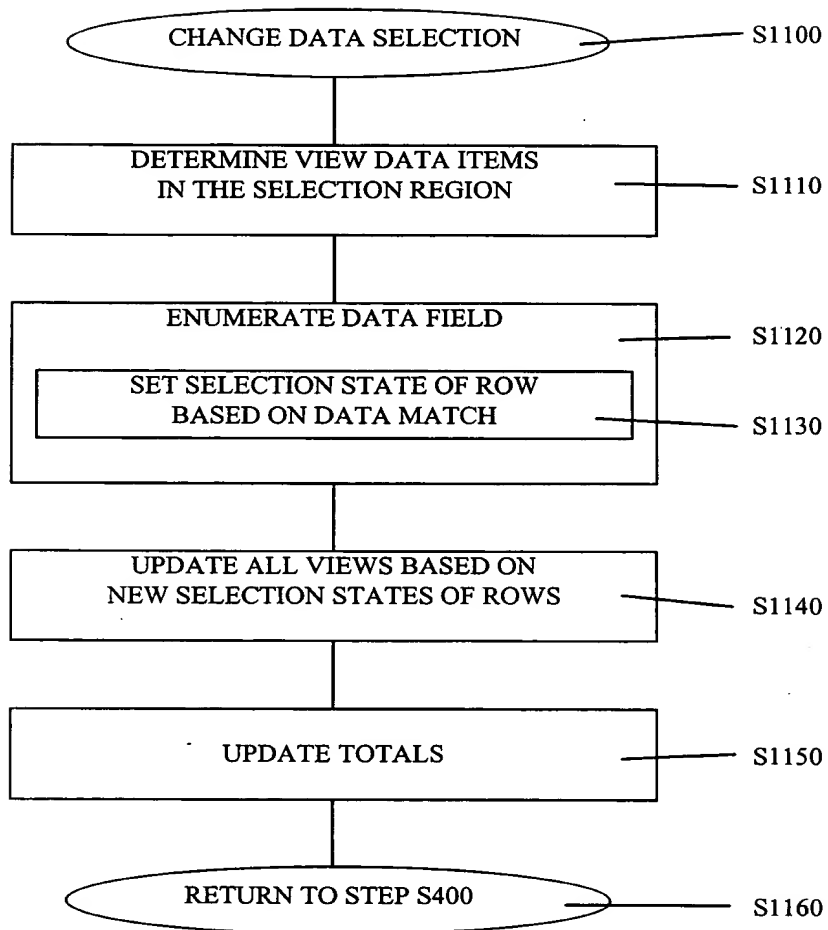 CHANGE DATA SELECTION
S1100
DETERMINE VIEW DATA ITEMS
IN THE SELECTION REGION
S1110
ENUMERATE DATA FIELD
S1120
SET SELECTION STATE OF ROW
BASED ON DATA MATCH
S1130
UPDATE ALL VIEWS BASED ON
NEW SELECTION STATES OF ROWS
S1140
UPDATE TOTALS
S1150
RETURN TO STEP S400
S1160